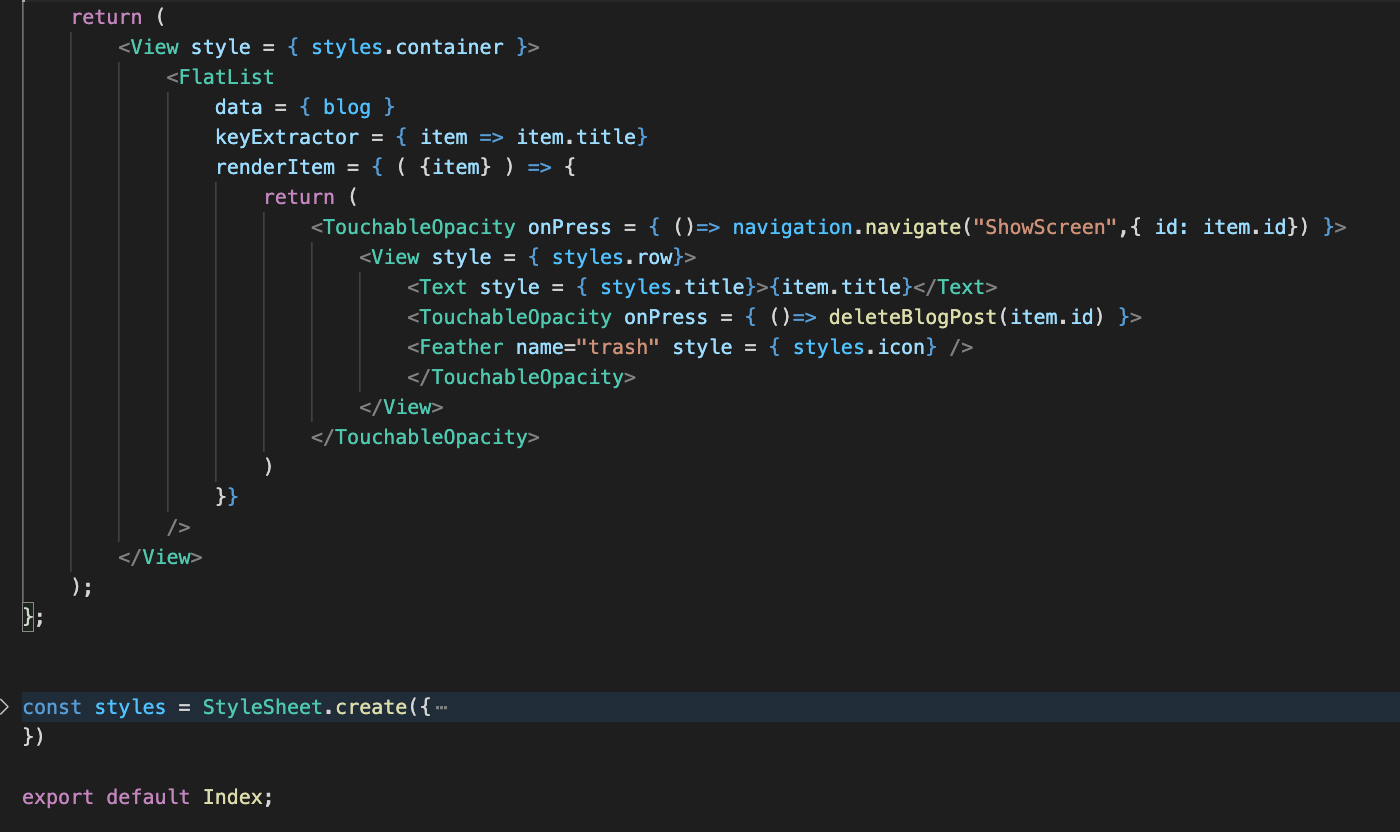 return (
<View style = { styles.container }>
<FlatList
data = { blog }
keyExtractor = { item => item.title}
renderItem = { ( {item} ) => {
return (
<TouchableOpacity onPress = { ()=> navigation.navigate("ShowScreen",{ id: item.id}) }>
<View style = { styles.row}>
<Text style = { styles.title}>{item.title}</Text>
<TouchableOpacity onPress = { ()=> deleteBlogPost(item.id) }>
<Feather name="trash" style = { styles.icon} />
</TouchableOpacity>
</View>
</TouchableOpacity>
)
}}
/>
</View>
);
};
const styles = StyleSheet.create({⋯
})
export default Index;